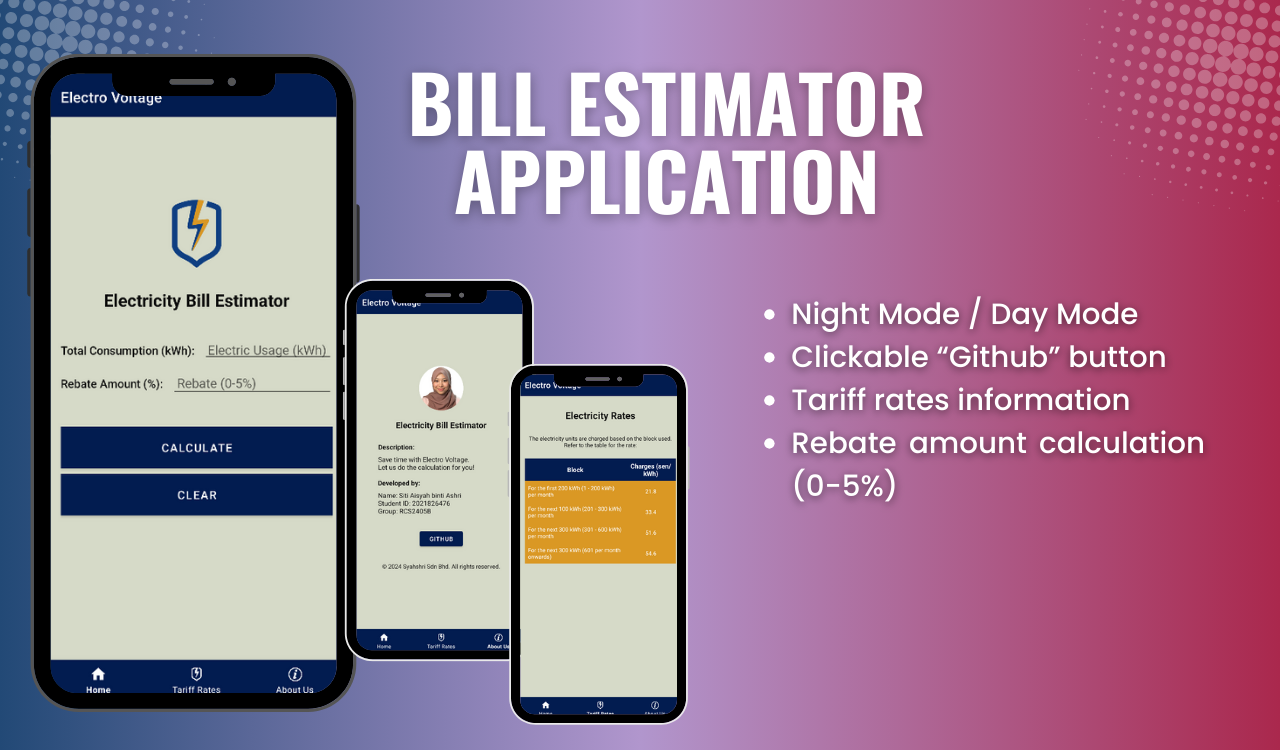 BILL ESTIMATOR
APPLICATION
Electro Voltage
Electricity Bill Estimator
Total Consumption (kWh): Electric Usage (kWh)
Rebate Amount (%): Rebate (0-5%)
CALCULATE
CLEAR
Home Tariff Rates About Us
Electro Voltage
Electricity Bill Estimator
Description:
Save time with Electro Voltage.
Let us do the calculation for you!
Developed by:
Name: Siti Aisyah binti Ashri
Student ID: 2021826476
Group: RCS2405B
GITHUB
© 2024 Syahshri Sdn Bhd. All rights reserved.
Home Tariff Rates About Us
Electro Voltage
Electricity Rates
The electricity units are charged based on the block used.
Refer to the table for the rate:
Block Charges (sen/
kWh)
For the first 200 kWh (1 - 200 kWh)
per month 21.8
For the next 100 kWh (201 - 300 kWh)
per month 33.4
For the next 300 kWh (301 - 600 kWh)
per month 51.6
For the next 300 kWh (601 per month
onwards) 54.6
Home Tariff Rates About Us
• Night Mode / Day Mode
• Clickable “Github” button
• Tariff rates information
• Rebate amount calculation
(0-5%)